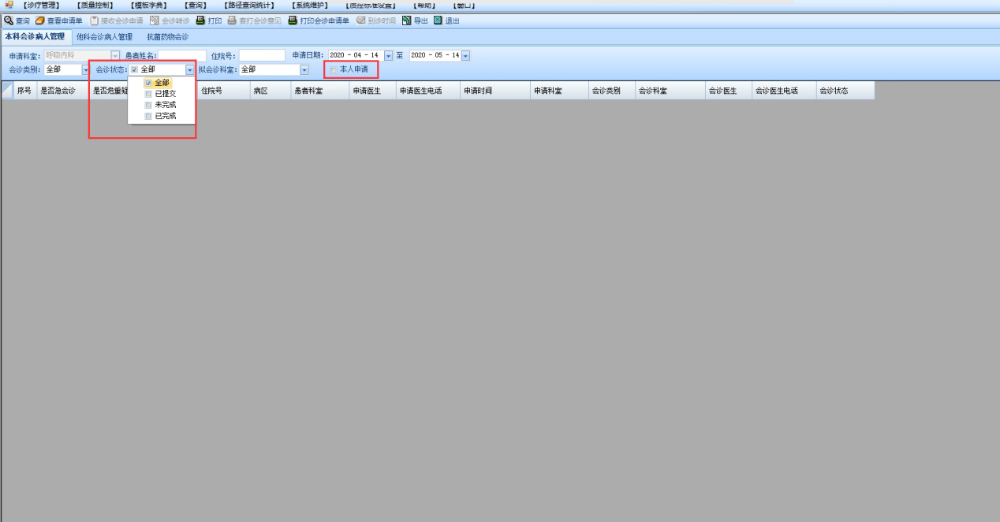 【诊疗管理】 【质量控制】 【模板字典】 【查询】 【路径查询统计】 【系统维护】 【质控标准设置】 【帮助】 【窗口】
查询 查看申请单 接收会诊申请 会诊转诊 打印 套打会诊意见 打印会诊申请单 到诊时间 导出 退出
本科会诊病人管理 他科会诊病人管理 抗菌药物会诊
申请科室: 呼吸内科 患者姓名: 住院号: 申请日期: 2020 - 04 - 14 至 2020 - 05 - 14
会诊类别: 全部 会诊状态: 全部 拟会诊科室: 全部 本人申请
序号 是否急会诊 是否危重疑 住院号 病区 患者科室 申请医生 申请医生电话 申请时间 申请科室 会诊类别 会诊科室 会诊医生 会诊医生电话 会诊状态
全部
已提交
未完成
已完成